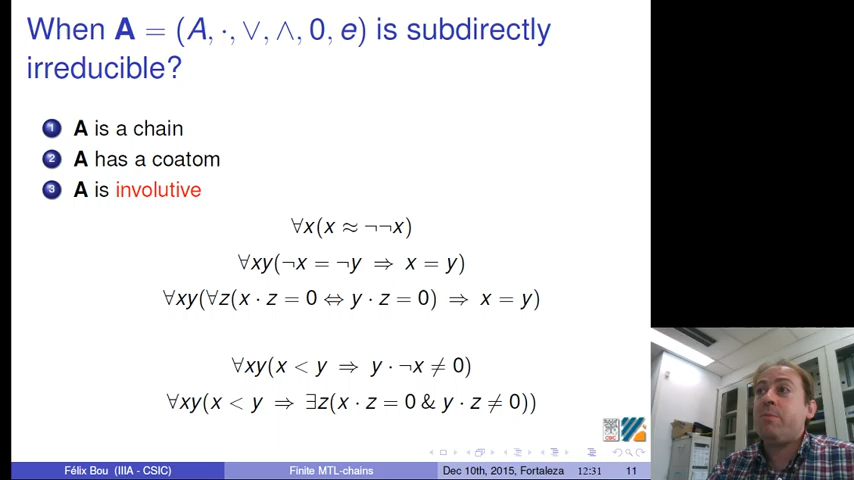 When A = (A, ·, ∨, ∧, 0, e) is subdirectly
irreducible?
1 A is a chain
2 A has a coatom
3 A is involutive
∀x(x ≈ ¬¬x)
∀xy(¬x = ¬y ⇒ x = y)
∀xy(∀z(x · z = 0 ⇔ y · z = 0) ⇒ x = y)
∀xy(x < y ⇒ y · ¬x ≠ 0)
∀xy(x < y ⇒ ∃z(x · z = 0 & y · z ≠ 0))
CSIC
Félix Bou (IIIA - CSIC) Finite MTL-chains Dec 10th, 2015, Fortaleza 12:31 11